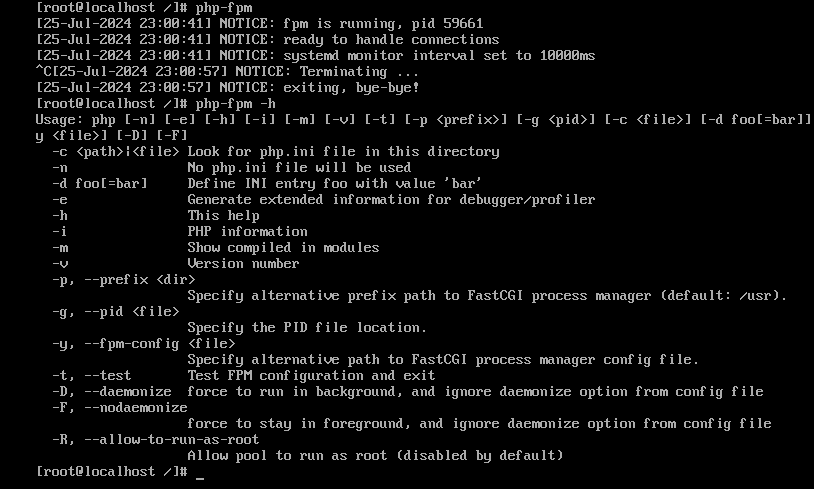 [root@localhost /]# php-fpm
[25-Jul-2024 23:00:41] NOTICE: fpm is running, pid 59661
[25-Jul-2024 23:00:41] NOTICE: ready to handle connections
[25-Jul-2024 23:00:41] NOTICE: systemd monitor interval set to 10000ms
^C[25-Jul-2024 23:00:57] NOTICE: Terminating ...
[25-Jul-2024 23:00:57] NOTICE: exiting, bye-bye!
[root@localhost /]# php-fpm -h
Usage: php [-n] [-e] [-h] [-i] [-m] [-v] [-t] [-p <prefix>] [-g <pid>] [-c <file>] [-d foo[=bar]]
y <file>] [-D] [-F]
  -c <path>|<file> Look for php.ini file in this directory
  -n               No php.ini file will be used
  -d foo[=bar]     Define INI entry foo with value 'bar'
  -e               Generate extended information for debugger/profiler
  -h               This help
  -i               PHP information
  -m               Show compiled in modules
  -v               Version number
  -p, --prefix <dir>
                   Specify alternative prefix path to FastCGI process manager (default: /usr).
  -g, --pid <file>
                   Specify the PID file location.
  -y, --fpm-config <file>
                   Specify alternative path to FastCGI process manager config file.
  -t, --test       Test FPM configuration and exit
  -D, --daemonize  force to run in background, and ignore daemonize option from config file
  -F, --nodaemonize
                   force to stay in foreground, and ignore daemonize option from config file
  -R, --allow-to-run-as-root
                   Allow pool to run as root (disabled by default)
[root@localhost /]# _